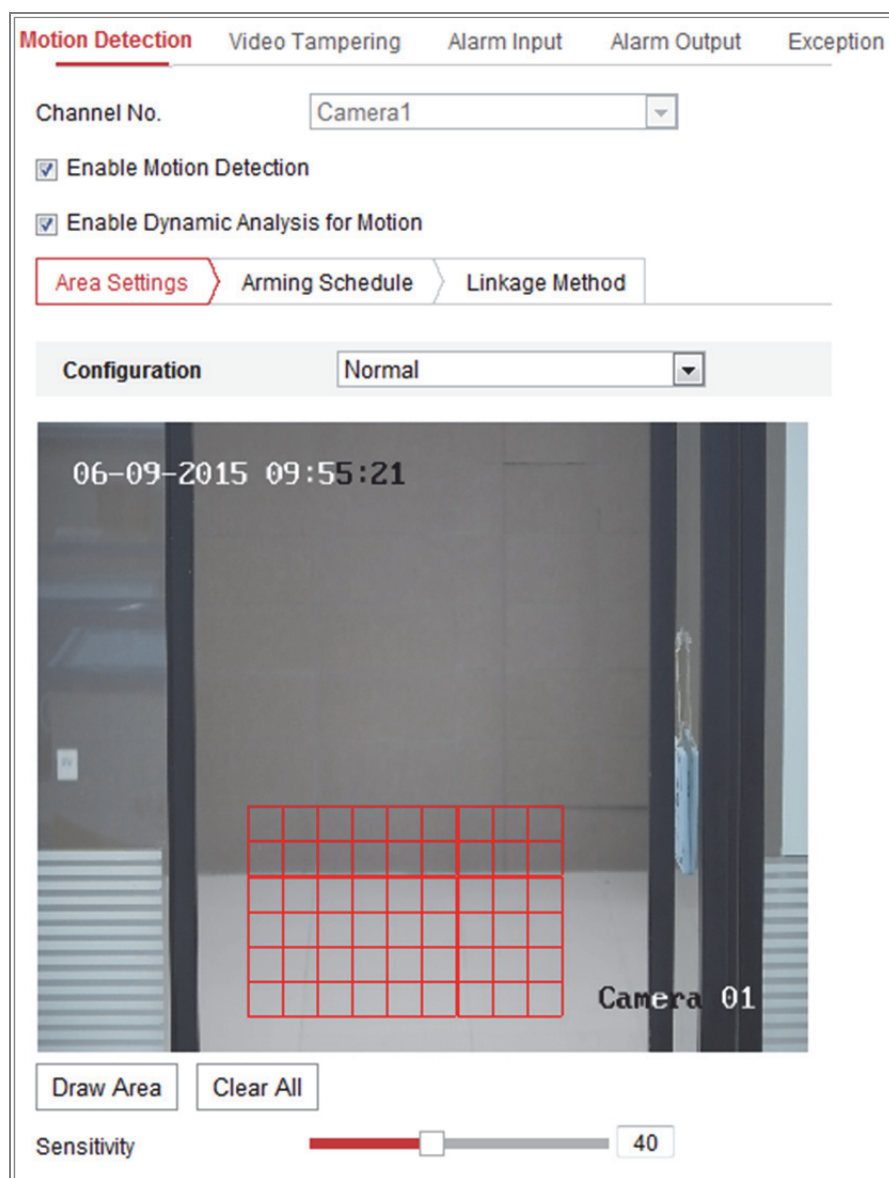 Motion Detection Video Tampering Alarm Input Alarm Output Exception
Channel No. Camera1
Enable Motion Detection
Enable Dynamic Analysis for Motion
Area Settings Arming Schedule Linkage Method
Configuration Normal
06-09-2015 09:55:21
Camera 01
Draw Area Clear All
Sensitivity 40